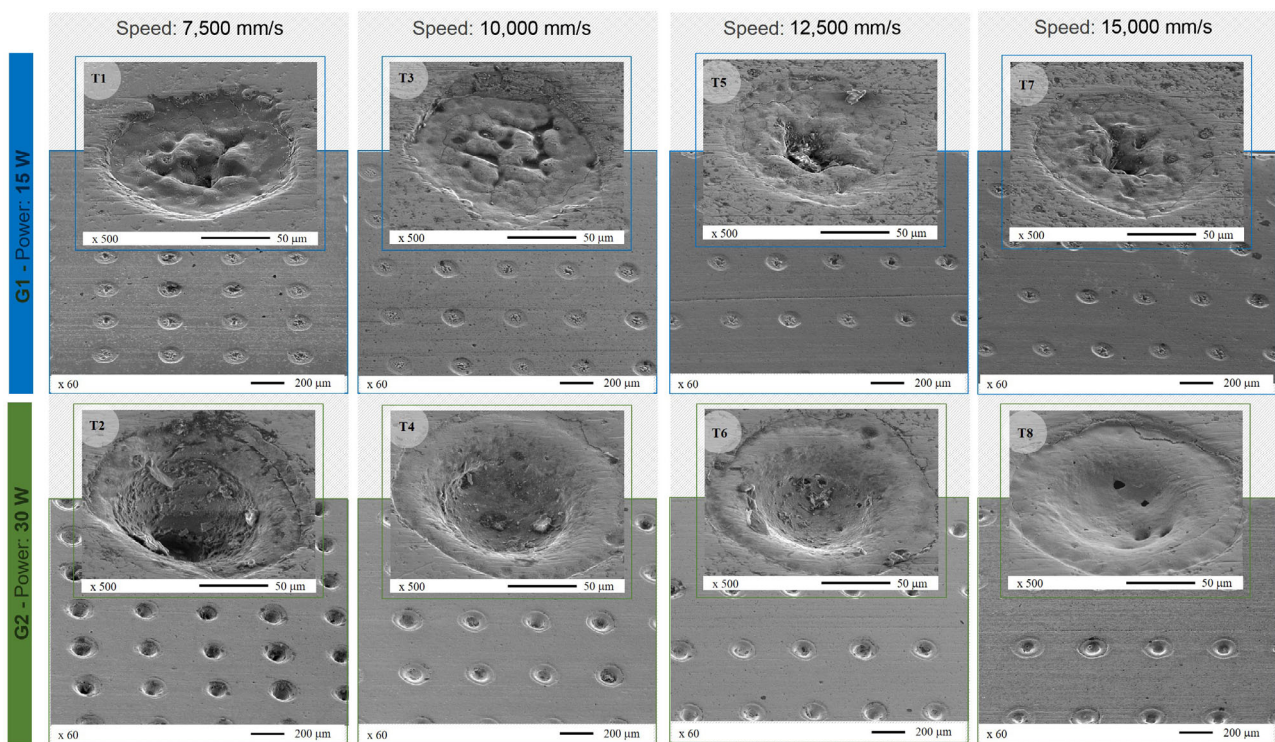 Speed: 7,500 mm/s
Speed: 10,000 mm/s
Speed: 12,500 mm/s
Speed: 15,000 mm/s
G1 - Power: 15 W
T1
x 500 50 µm
x 60 200 µm
T3
x 500 50 µm
x 60 200 µm
T5
x 500 50 µm
x 60 200 µm
T7
x 500 50 µm
x 60 200 µm
G2 - Power: 30 W
T2
x 500 50 µm
x 60 200 µm
T4
x 500 50 µm
x 60 200 µm
T6
x 500 50 µm
x 60 200 µm
T8
x 500 50 µm
x 60 200 µm